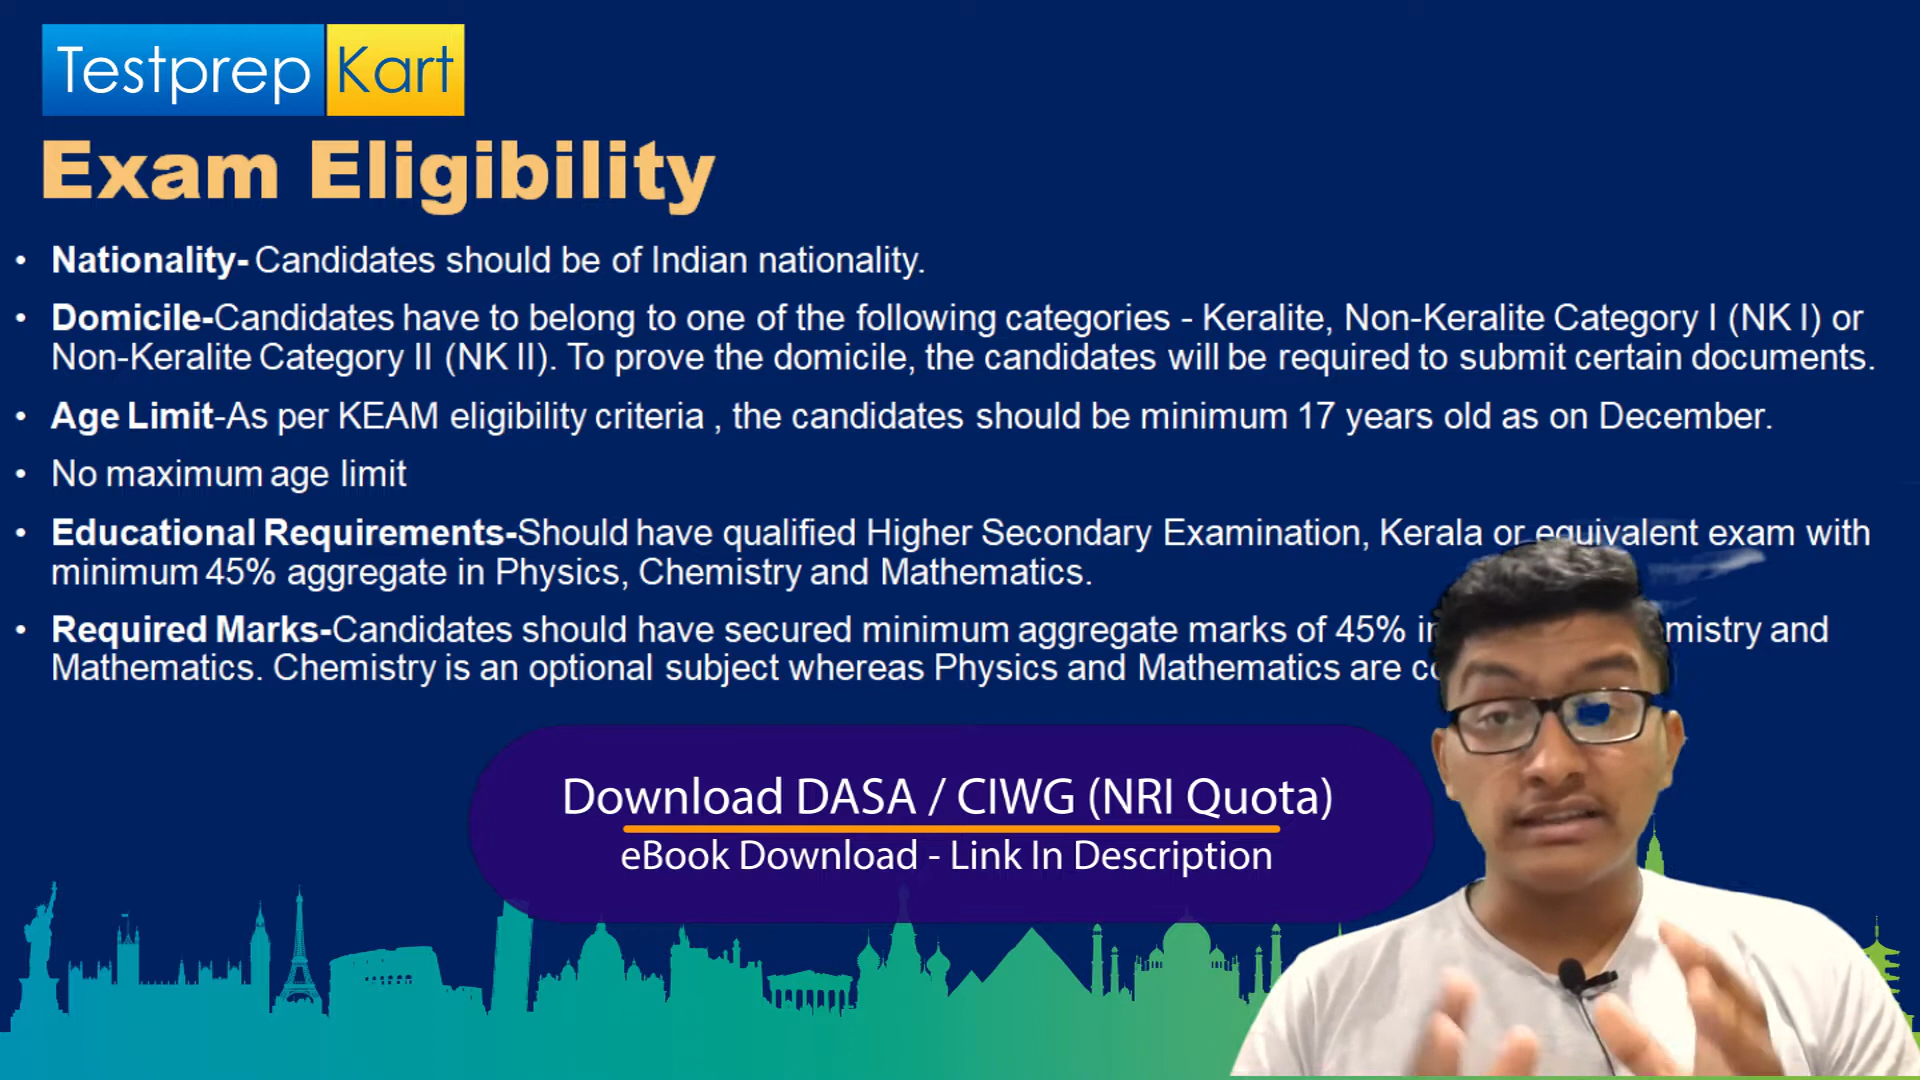 Testprep Kart
Exam Eligibility
• Nationality- Candidates should be of Indian nationality.
• Domicile-Candidates have to belong to one of the following categories - Keralite, Non-Keralite Category I (NK I) or
Non-Keralite Category II (NK II). To prove the domicile, the candidates will be required to submit certain documents.
• Age Limit-As per KEAM eligibility criteria , the candidates should be minimum 17 years old as on December.
• No maximum age limit
• Educational Requirements-Should have qualified Higher Secondary Examination, Kerala or equivalent exam with
minimum 45% aggregate in Physics, Chemistry and Mathematics.
• Required Marks-Candidates should have secured minimum aggregate marks of 45% and
Mathematics. Chemistry is an optional subject whereas Physics and Mathematics are
Download DASA / CIWG (NRI Quota)
eBook Download - Link In Description